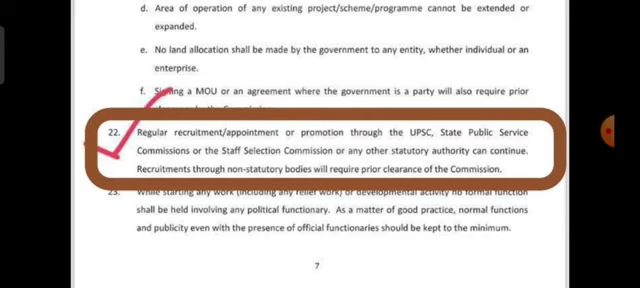 d. Area of operation of any existing project/scheme/programme cannot be extended or
expanded.
e. No land allocation shall be made by the government to any entity, whether individual or an
enterprise.
f. Signing a MOU or an agreement where the government is a party will also require prior
22. Regular recruitment/appointment or promotion through the UPSC, State Public Service
Commissions or the Staff Selection Commission or any other statutory authority can continue.
Recruitments through non-statutory bodies will require prior clearance of the Commission.
23. While starting any work (including any relief work) or developmental activity no formal function
shall be held involving any political functionary. As a matter of good practice, normal functions
and publicity even with the presence of official functionaries should be kept to the minimum.
7